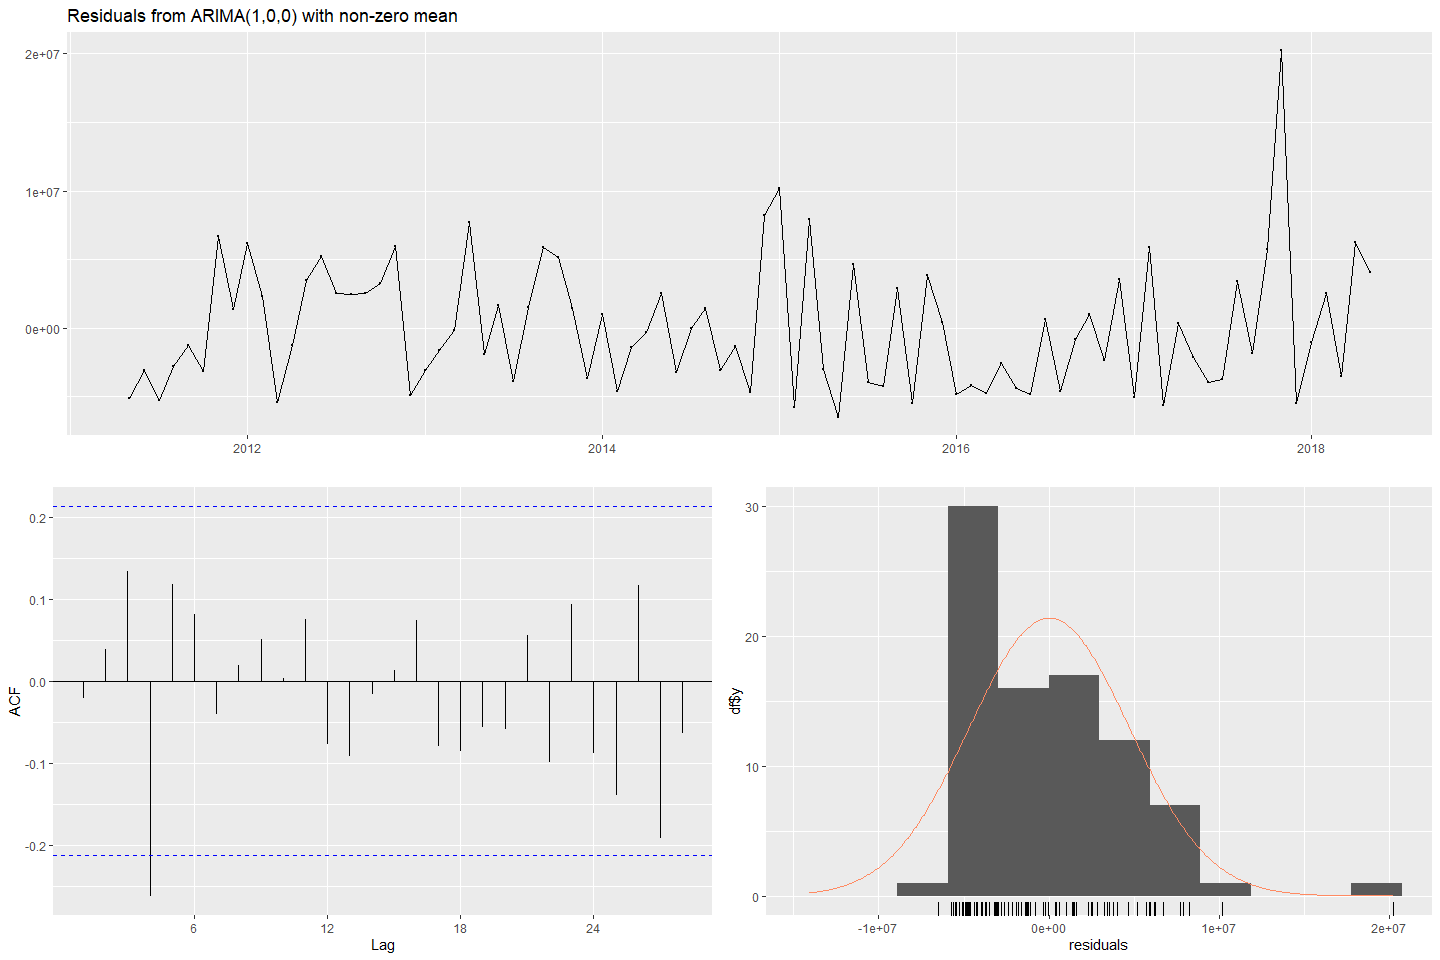 Residuals from ARIMA(1,0,0) with non-zero mean
2e+07
1e+07
0e+00
2012
2014
2016
2018
0.2
0.1
0.0
-0.1
-0.2
ACF
6
12
18
24
Lag
30
20
10
0
df$y
-1e+07
0e+00
1e+07
2e+07
residuals